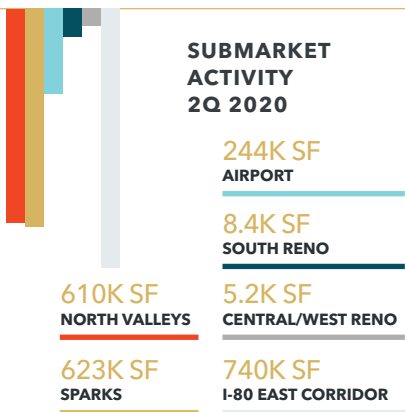 SUBMARKET
ACTIVITY
2Q 2020
244K SF
AIRPORT
8.4K SF
SOUTH RENO
610K SF
NORTH VALLEYS
5.2K SF
CENTRAL/WEST RENO
623K SF
SPARKS
740K SF
I-80 EAST CORRIDOR